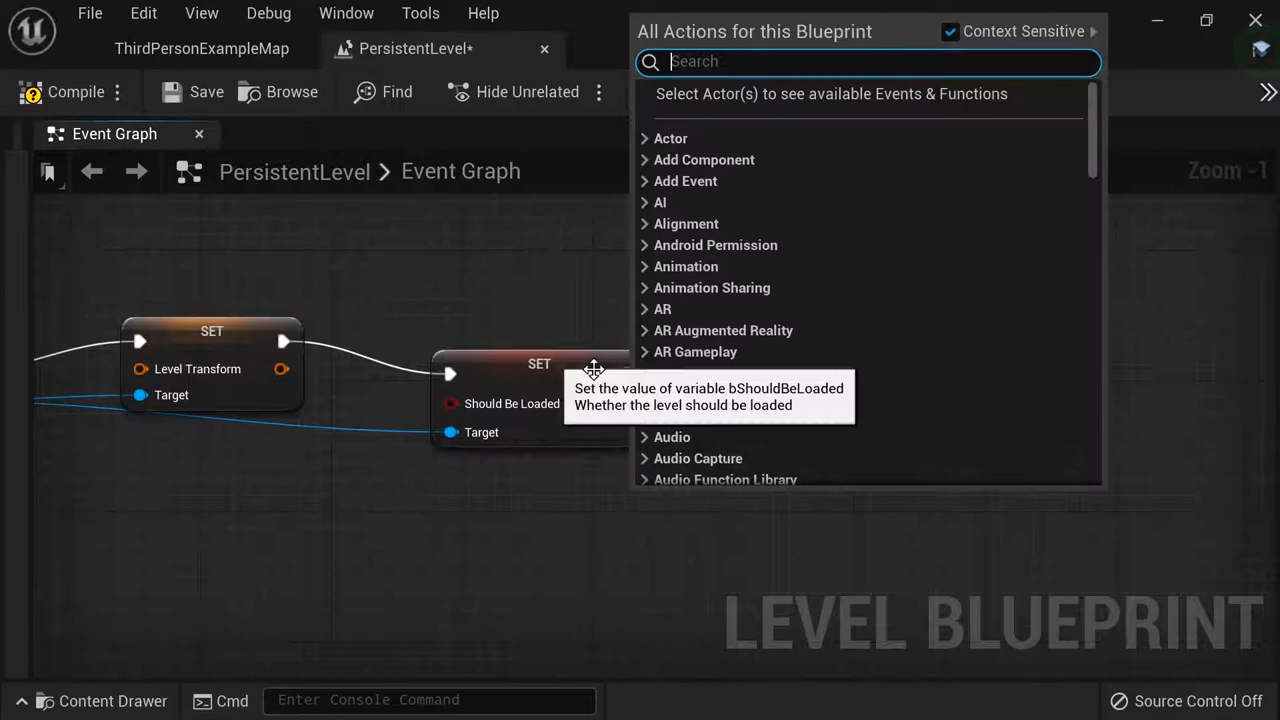 File Edit View Debug Window Tools Help
ThirdPersonExampleMap PersistentLevel*
Compile Save Browse Find Hide Unrelated
Event Graph
PersistentLevel > Event Graph
Zoom -1
All Actions for this Blueprint Context Sensitive
Search
Select Actor(s) to see available Events & Functions
Actor
Add Component
Add Event
AI
Alignment
Android Permission
Animation
Animation Sharing
AR
AR Augmented Reality
AR Gameplay
Audio
Audio Capture
Audio Function Library
SET
Level Transform
Target
SET
Should Be Loaded
Target
Set the value of variable bShouldBeLoaded
Whether the level should be loaded
LEVEL BLUEPRINT
Content Drawer Cmd Enter Console Command Source Control Off